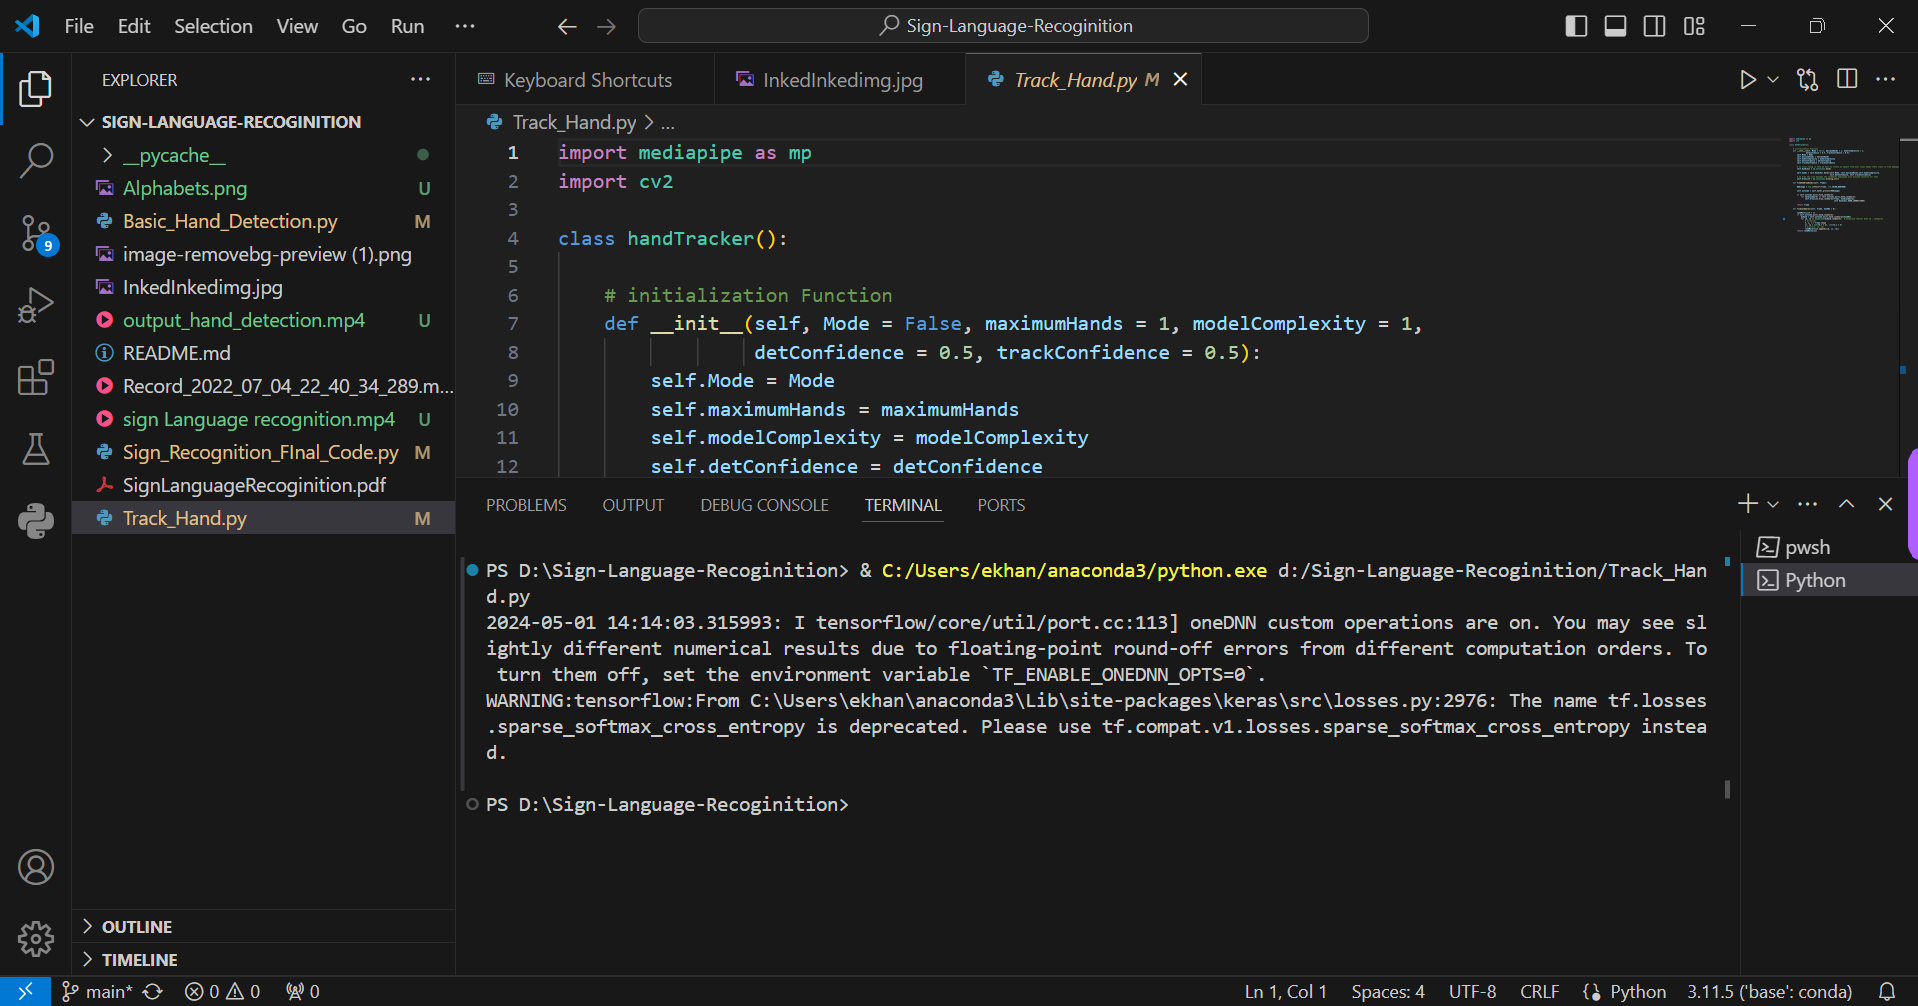 File Edit Selection View Go Run ···
Sign-Language-Recoginition
EXPLORER
SIGN-LANGUAGE-RECOGINITION
__pycache__
Alphabets.png U
Basic_Hand_Detection.py M
image-removebg-preview (1).png
InkedInkedimg.jpg
output_hand_detection.mp4 U
README.md
Record_2022_07_04_22_40_34_289.m...
sign Language recognition.mp4 U
Sign_Recognition_FInal_Code.py M
SignLanguageRecoginition.pdf
Track_Hand.py M
9
OUTLINE
TIMELINE
Keyboard Shortcuts
InkedInkedimg.jpg
Track_Hand.py M
Track_Hand.py > ...
1 import mediapipe as mp
2 import cv2
3
4 class handTracker():
5
6 # initialization Function
7 def __init__(self, Mode = False, maximumHands = 1, modelComplexity = 1,
8 detConfidence = 0.5, trackConfidence = 0.5):
9 self.Mode = Mode
10 self.maximumHands = maximumHands
11 self.modelComplexity = modelComplexity
12 self.detConfidence = detConfidence
PROBLEMS OUTPUT DEBUG CONSOLE TERMINAL PORTS
PS D:\Sign-Language-Recoginition> & C:/Users/ekhan/anaconda3/python.exe d:/Sign-Language-Recoginition/Track_Han
d.py
2024-05-01 14:14:03.315993: I tensorflow/core/util/port.cc:113] oneDNN custom operations are on. You may see sl
ightly different numerical results due to floating-point round-off errors from different computation orders. To
turn them off, set the environment variable `TF_ENABLE_ONEDNN_OPTS=0`.
WARNING:tensorflow:From C:\Users\ekhan\anaconda3\Lib\site-packages\keras\src\losses.py:2976: The name tf.losses
.sparse_softmax_cross_entropy is deprecated. Please use tf.compat.v1.losses.sparse_softmax_cross_entropy instea
d.
PS D:\Sign-Language-Recoginition>
pwsh
Python
main* 0 0 0
Ln 1, Col 1 Spaces: 4 UTF-8 CRLF Python 3.11.5 ('base': conda)